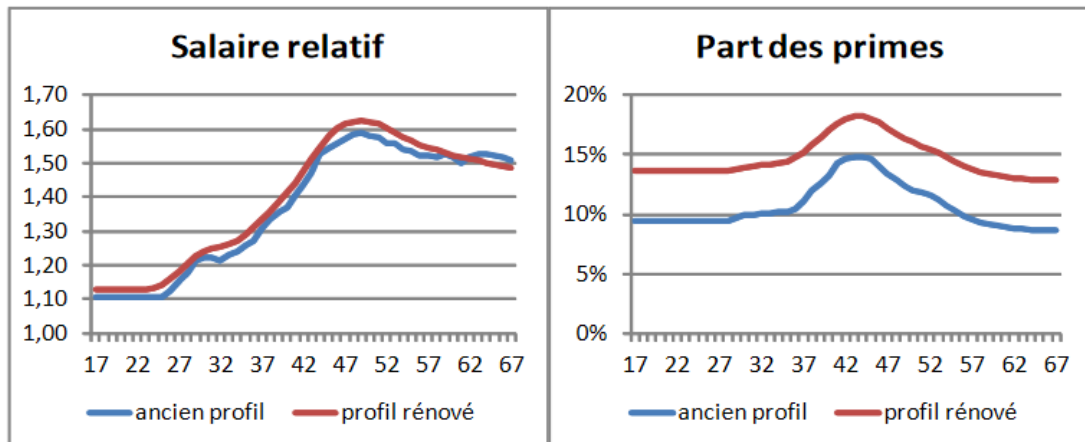 Salaire relatif
1,70
1,60
1,50
1,40
1,30
1,20
1,10
1,00
17 22 27 32 37 42 47 52 57 62 67
ancien profil profil rénové
Part des primes
20%
15%
10%
5%
0%
17 22 27 32 37 42 47 52 57 62 67
ancien profil profil rénové